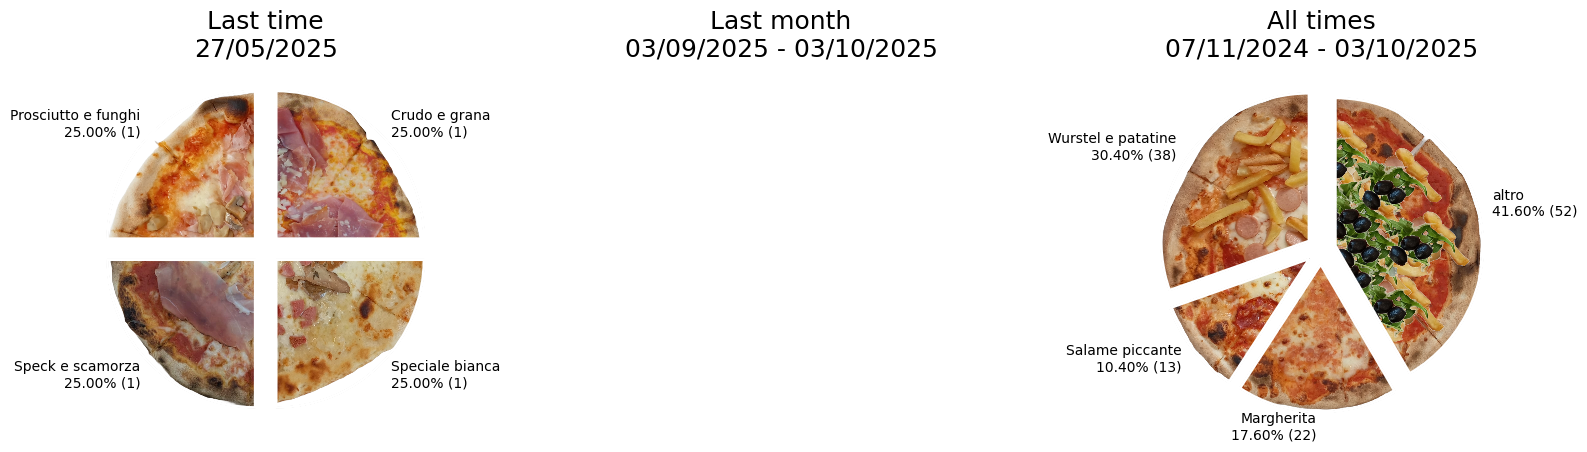 Last time
27/05/2025
Prosciutto e funghi
25.00% (1)
Crudo e grana
25.00% (1)
Speck e scamorza
25.00% (1)
Speciale bianca
25.00% (1)
Last month
03/09/2025 - 03/10/2025
All times
07/11/2024 - 03/10/2025
Wurstel e patatine
30.40% (38)
altro
41.60% (52)
Salame piccante
10.40% (13)
Margherita
17.60% (22)